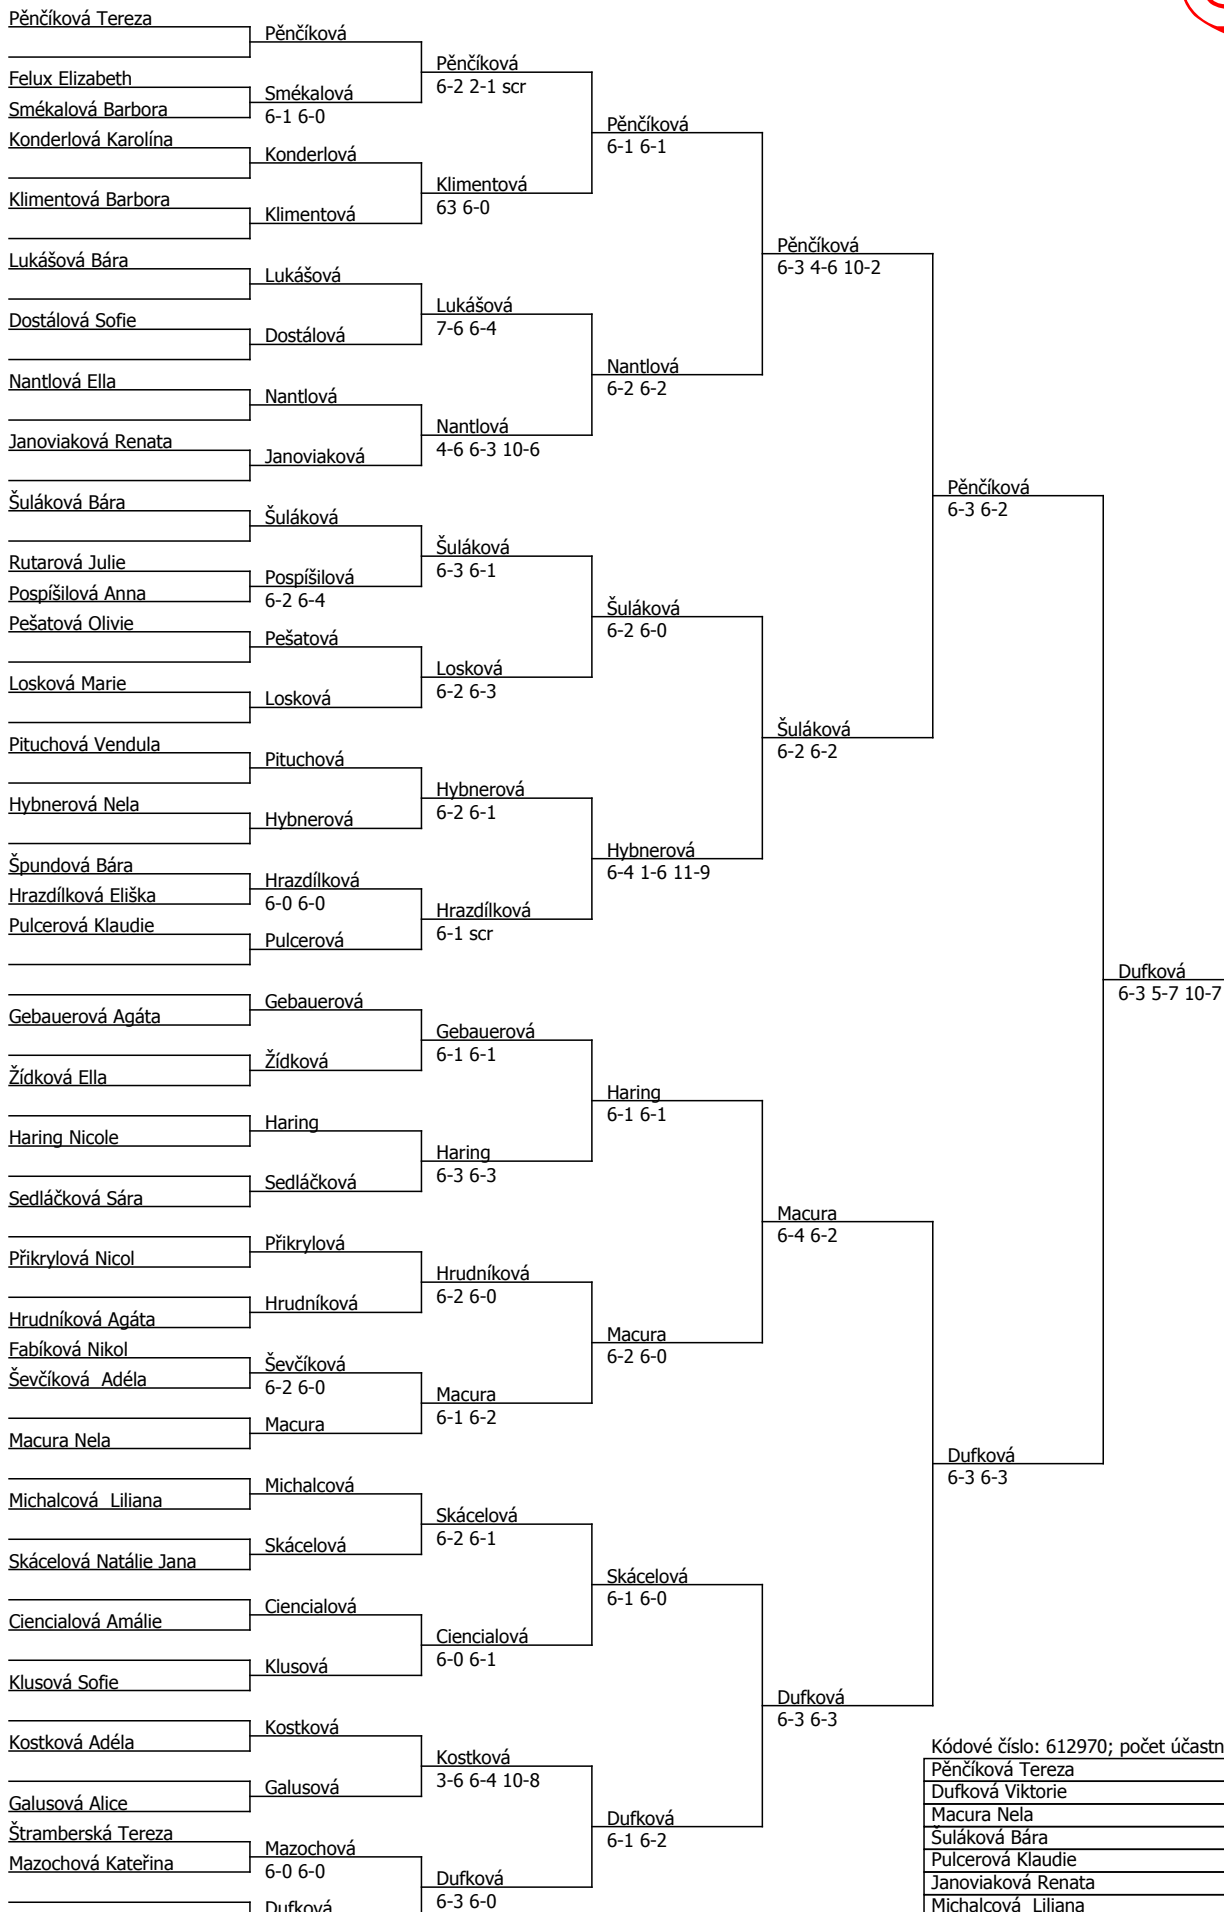 Pěnčíková Tereza
Felux Elizabeth
Smékalová Barbora
Konderlová Karolína
Klimentová Barbora
Lukášová Bára
Dostálová Sofie
Nantlová Ella
Janoviaková Renata
Šuláková Bára
Rutarová Julie
Pospíšilová Anna
Pešatová Olivie
Losková Marie
Pituchová Vendula
Hybnerová Nela
Špundová Bára
Hrazdílková Eliška
Pulcerová Klaudie
Gebauerová Agáta
Žídková Ella
Haring Nicole
Sedláčková Sára
Přikrylová Nicol
Hrudníková Agáta
Fabíková Nikol
Ševčíková  Adéla
Macura Nela
Michalcová  Liliana
Skácelová Natálie Jana
Ciencialová Amálie
Klusová Sofie
Kostková Adéla
Galusová Alice
Štramberská Tereza
Mazochová Kateřina
Pěnčíková
Smékalová
6-1 6-0
Konderlová
Klimentová
Lukášová
Dostálová
Nantlová
Janoviaková
Šuláková
Pospíšilová
6-2 6-4
Pešatová
Losková
Pituchová
Hybnerová
Hrazdílková
6-0 6-0
Pulcerová
Gebauerová
Žídková
Haring
Sedláčková
Přikrylová
Hrudníková
Ševčíková
6-2 6-0
Macura
Michalcová
Skácelová
Ciencialová
Klusová
Kostková
Galusová
Mazochová
6-0 6-0
Dufková
Pěnčíková
6-2 2-1 scr
Klimentová
63 6-0
Lukášová
7-6 6-4
Nantlová
4-6 6-3 10-6
Šuláková
6-3 6-1
Losková
6-2 6-3
Hybnerová
6-2 6-1
Hrazdílková
6-1 scr
Gebauerová
6-1 6-1
Haring
6-3 6-3
Hrudníková
6-2 6-0
Macura
6-1 6-2
Skácelová
6-2 6-1
Ciencialová
6-0 6-1
Kostková
3-6 6-4 10-8
Dufková
6-3 6-0
Pěnčíková
6-1 6-1
Nantlová
6-2 6-2
Šuláková
6-2 6-0
Hybnerová
6-4 1-6 11-9
Haring
6-1 6-1
Macura
6-2 6-0
Skácelová
6-1 6-0
Dufková
6-1 6-2
Pěnčíková
6-3 4-6 10-2
Šuláková
6-2 6-2
Macura
6-4 6-2
Dufková
6-3 6-3
Pěnčíková
6-3 6-2
Dufková
6-3 6-3
Dufková
6-3 5-7 10-7
Kódové číslo: 612970; počet účastn
Pěnčíková Tereza
Dufková Viktorie
Macura Nela
Šuláková Bára
Pulcerová Klaudie
Janoviaková Renata
Michalcová  Liliana